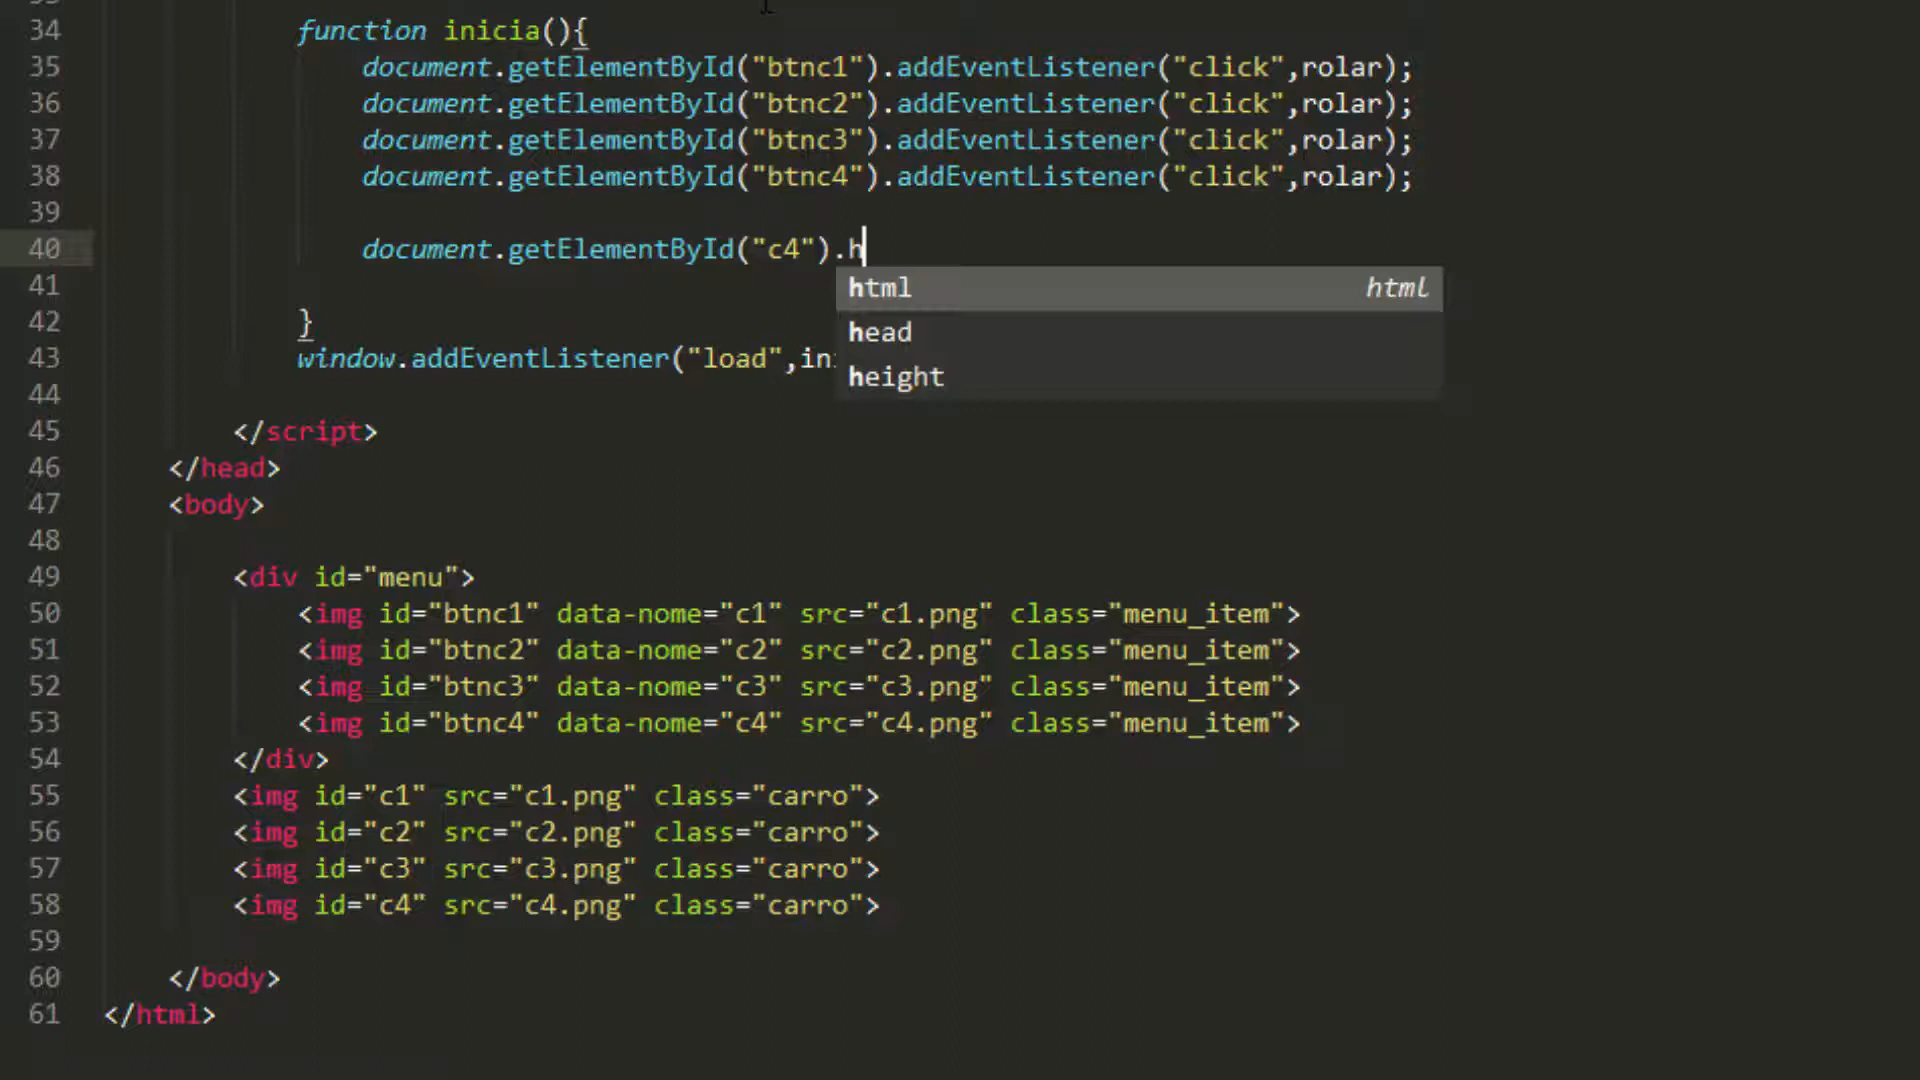 34 function inicia(){
35 document.getElementById("btnc1").addEventListener("click",rolar);
36 document.getElementById("btnc2").addEventListener("click",rolar);
37 document.getElementById("btnc3").addEventListener("click",rolar);
38 document.getElementById("btnc4").addEventListener("click",rolar);
39
40 document.getElementById("c4").h
41 html html
head
42 }
height
43 window.addEventListener("load",in
44
45 </script>
46 </head>
47 <body>
48
49 <div id="menu">
50 <img id="btnc1" data-nome="c1" src="c1.png" class="menu_item">
51 <img id="btnc2" data-nome="c2" src="c2.png" class="menu_item">
52 <img id="btnc3" data-nome="c3" src="c3.png" class="menu_item">
53 <img id="btnc4" data-nome="c4" src="c4.png" class="menu_item">
54 </div>
55 <img id="c1" src="c1.png" class="carro">
56 <img id="c2" src="c2.png" class="carro">
57 <img id="c3" src="c3.png" class="carro">
58 <img id="c4" src="c4.png" class="carro">
59
60 </body>
61 </html>